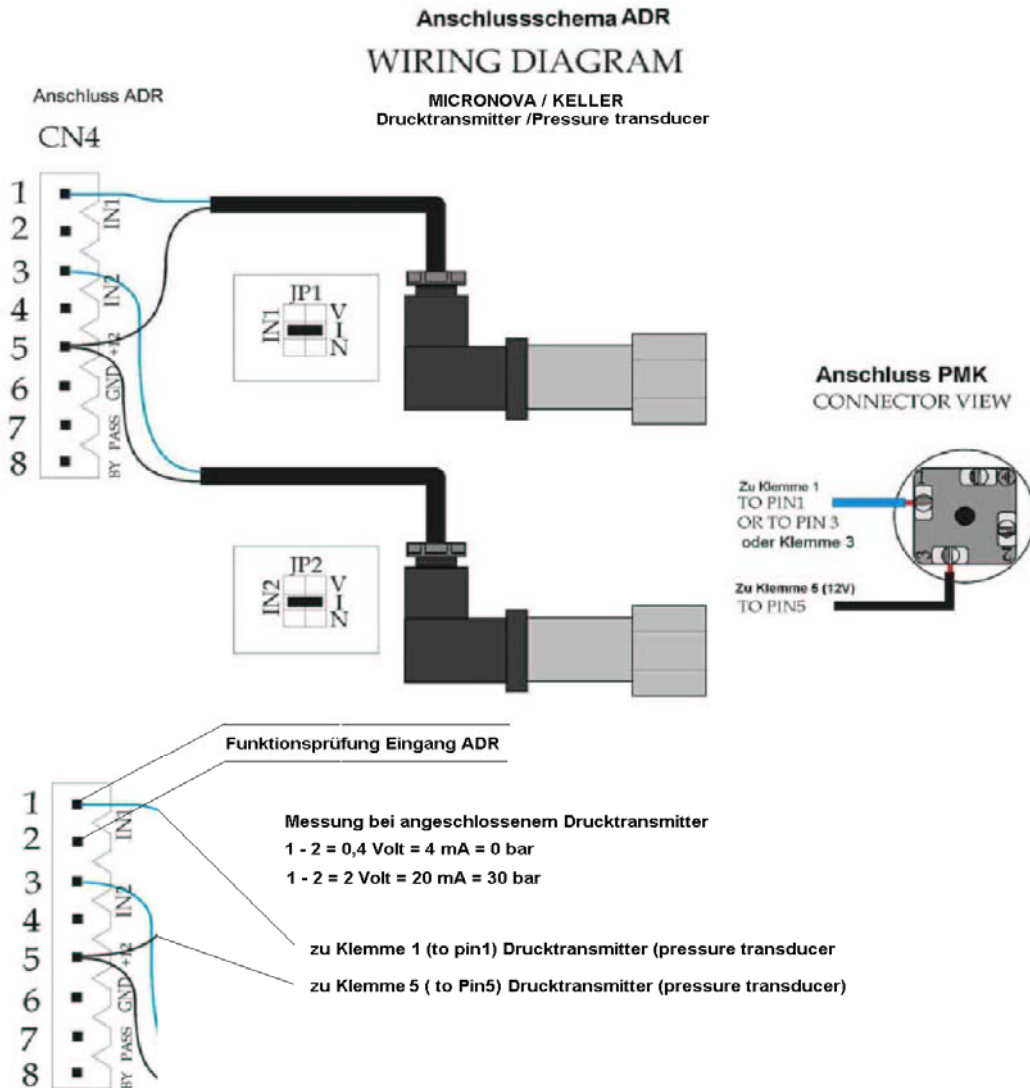 Anschlussschema ADR
WIRING DIAGRAM
MICRONOVA / KELLER
Drucktransmitter /Pressure transducer
Anschluss ADR
CN4
1
2
3
4
5
6
7
8
IN1
IN2
+12
GND
BY PASS
JP1
IN1
V
I
N
JP2
IN2
V
I
N
Anschluss PMK
CONNECTOR VIEW
Zu Klemme 1
TO PIN1
OR TO PIN 3
oder Klemme 3
Zu Klemme 5 (12V)
TO PIN5
1
2
3
Funktionsprüfung Eingang ADR
1
2
3
4
5
6
7
8
IN1
IN2
+12
GND
BY PASS
Messung bei angeschlossenem Drucktransmitter
1 - 2 = 0,4 Volt = 4 mA = 0 bar
1 - 2 = 2 Volt = 20 mA = 30 bar
zu Klemme 1 (to pin1) Drucktransmitter (pressure transducer
zu Klemme 5 ( to Pin5) Drucktransmitter (pressure transducer)